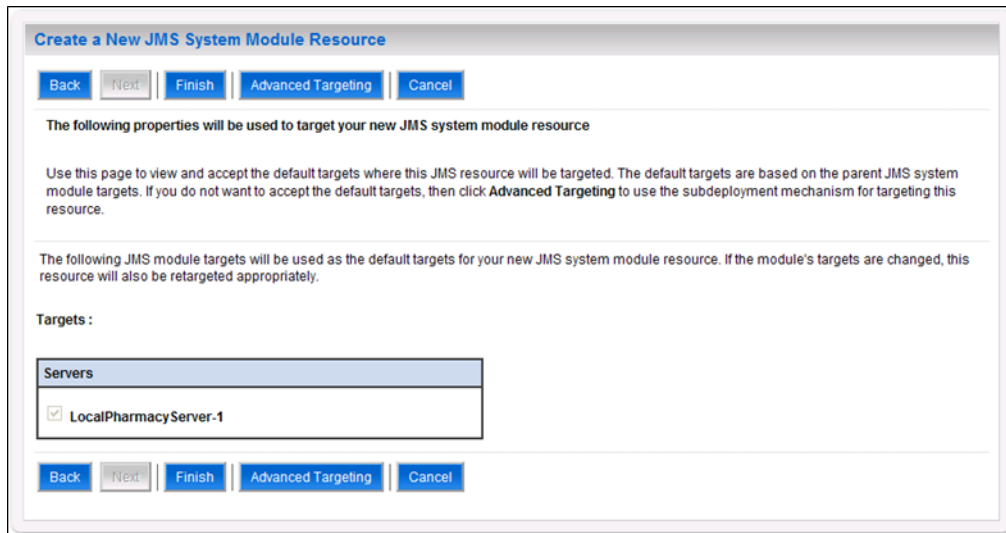 Create a New JMS System Module Resource
Back Next Finish Advanced Targeting Cancel
The following properties will be used to target your new JMS system module resource
Use this page to view and accept the default targets where this JMS resource will be targeted. The default targets are based on the parent JMS system
module targets. If you do not want to accept the default targets, then click Advanced Targeting to use the subdeployment mechanism for targeting this
resource.
The following JMS module targets will be used as the default targets for your new JMS system module resource. If the module's targets are changed, this
resource will also be retargeted appropriately.
Targets :
Servers
LocalPharmacyServer-1
Back Next Finish Advanced Targeting Cancel